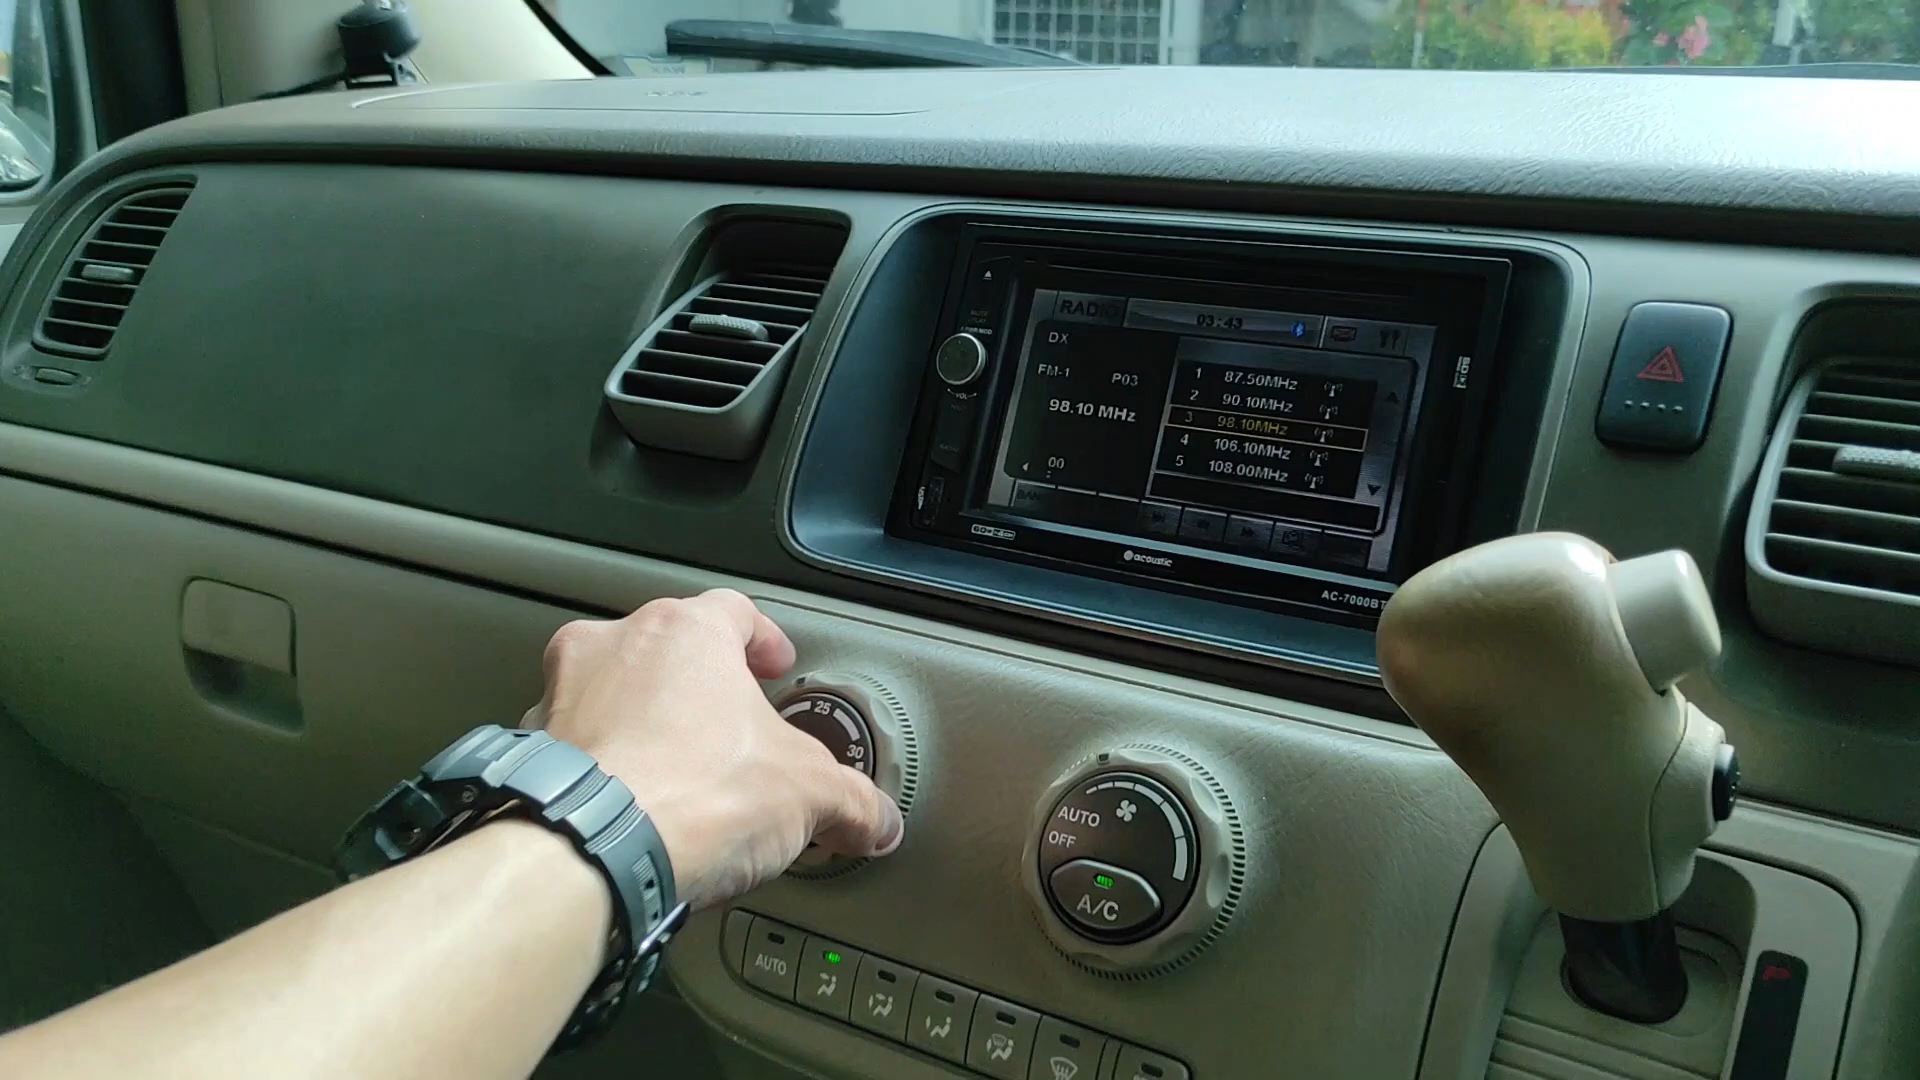 RADIO
03:43
DX
FM-1
P03
98.10 MHz
00
1 87.50MHz
2 90.10MHz
3 98.10MHz
4 106.10MHz
5 108.00MHz
VOL
acoustic
AC-7000BT
25
30
AUTO
OFF
A/C
AUTO